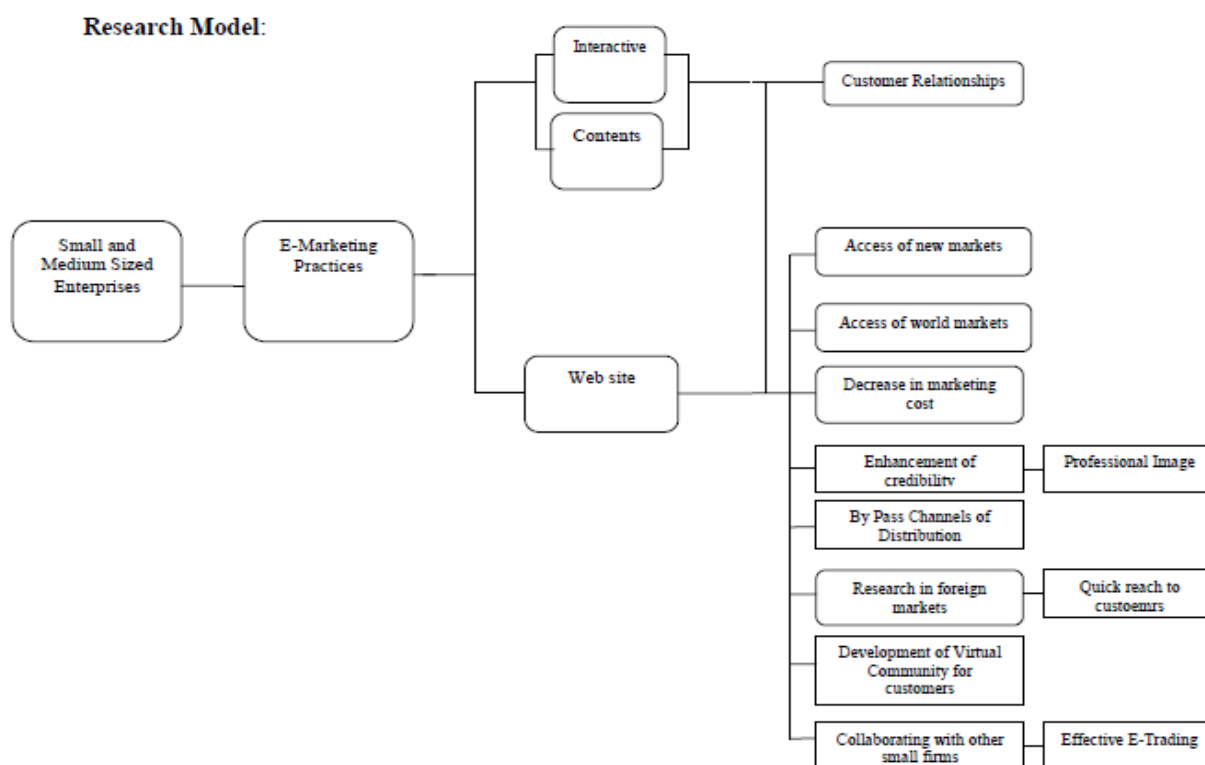 Research Model:
Interactive
Contents
Customer Relationships
Small and
Medium Sized
Enterprises
E-Marketing
Practices
Web site
Access of new markets
Access of world markets
Decrease in marketing
cost
Enhancement of
credibility
Professional Image
By Pass Channels of
Distribution
Research in foreign
markets
Quick reach to
custoemrs
Development of Virtual
Community for
customers
Collaborating with other
small firms
Effective E-Trading